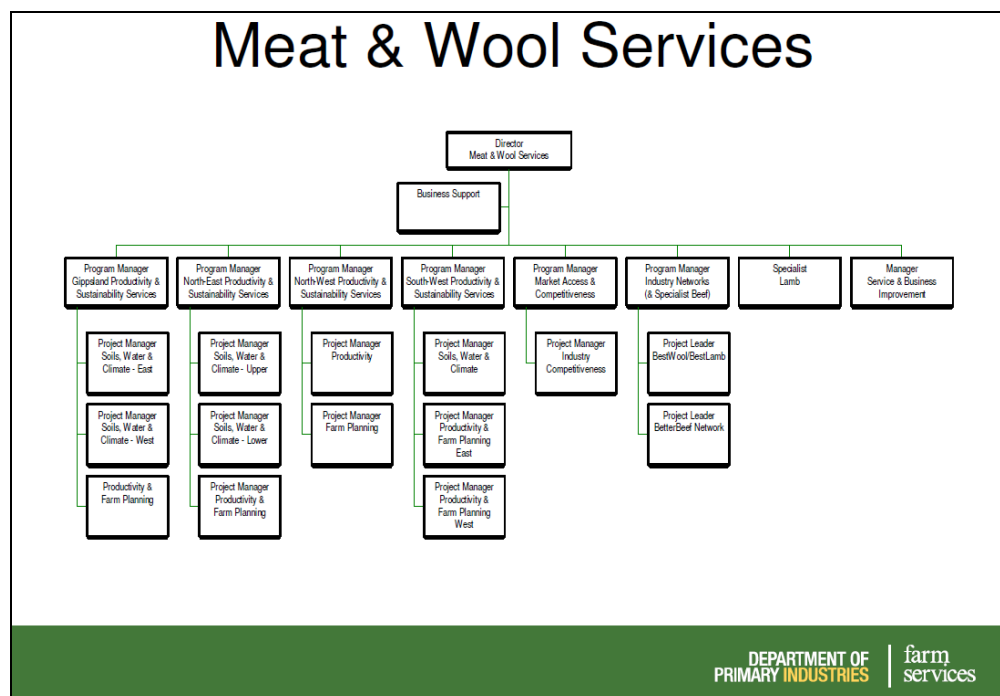 Meat & Wool Services
Director
Meat & Wool Services
Business Support
Program Manager
Gippsland Productivity &
Sustainability Services
Program Manager
North-East Productivity &
Sustainability Services
Program Manager
North-West Productivity &
Sustainability Services
Program Manager
South-West Productivity &
Sustainability Services
Program Manager
Market Access &
Competitiveness
Program Manager
Industry Networks
(& Specialist Beef)
Specialist
Lamb
Manager
Service & Business
Improvement
Project Manager
Soils, Water &
Climate - East
Project Manager
Soils, Water &
Climate - Upper
Project Manager
Productivity
Project Manager
Soils, Water &
Climate
Project Manager
Industry
Competitiveness
Project Leader
BestWool/BestLamb
Project Manager
Soils, Water &
Climate - West
Project Manager
Soils, Water &
Climate - Lower
Project Manager
Farm Planning
Project Manager
Productivity &
Farm Planning
East
Project Leader
BetterBeef Network
Productivity &
Farm Planning
Project Manager
Productivity &
Farm Planning
Project Manager
Productivity &
Farm Planning
West
DEPARTMENT OF
PRIMARY INDUSTRIES
farm
services